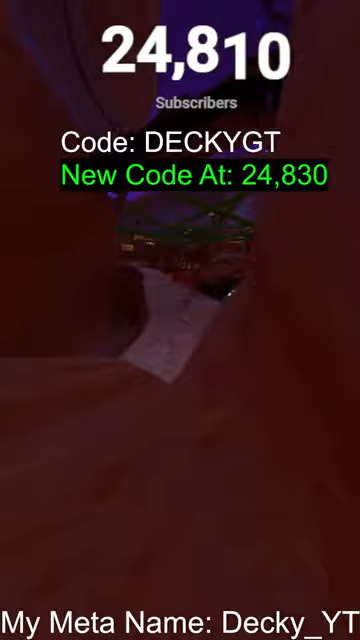 24,810
Subscribers
Code: DECKYGT
New Code At: 24,830
My Meta Name: Decky_YT